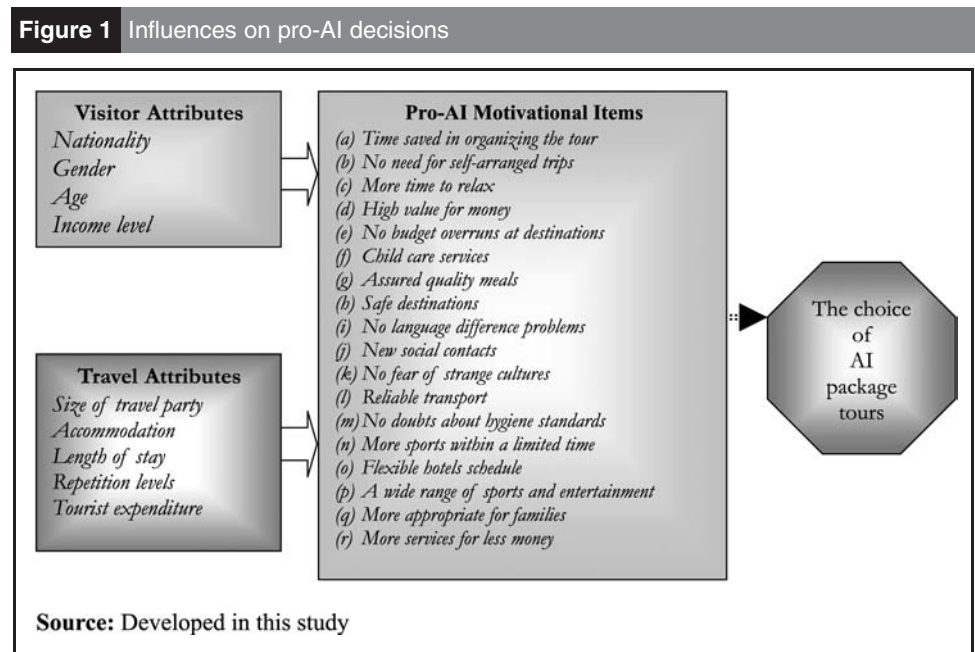 Figure 1 Influences on pro-AI decisions
Visitor Attributes
Nationality
Gender
Age
Income level
Travel Attributes
Size of travel party
Accommodation
Length of stay
Repetition levels
Tourist expenditure
Pro-AI Motivational Items
(a) Time saved in organizing the tour
(b) No need for self-arranged trips
(c) More time to relax
(d) High value for money
(e) No budget overruns at destinations
(f) Child care services
(g) Assured quality meals
(h) Safe destinations
(i) No language difference problems
(j) New social contacts
(k) No fear of strange cultures
(l) Reliable transport
(m) No doubts about hygiene standards
(n) More sports within a limited time
(o) Flexible hotels schedule
(p) A wide range of sports and entertainment
(q) More appropriate for families
(r) More services for less money
The choice
of
AI
package
tours
Source: Developed in this study